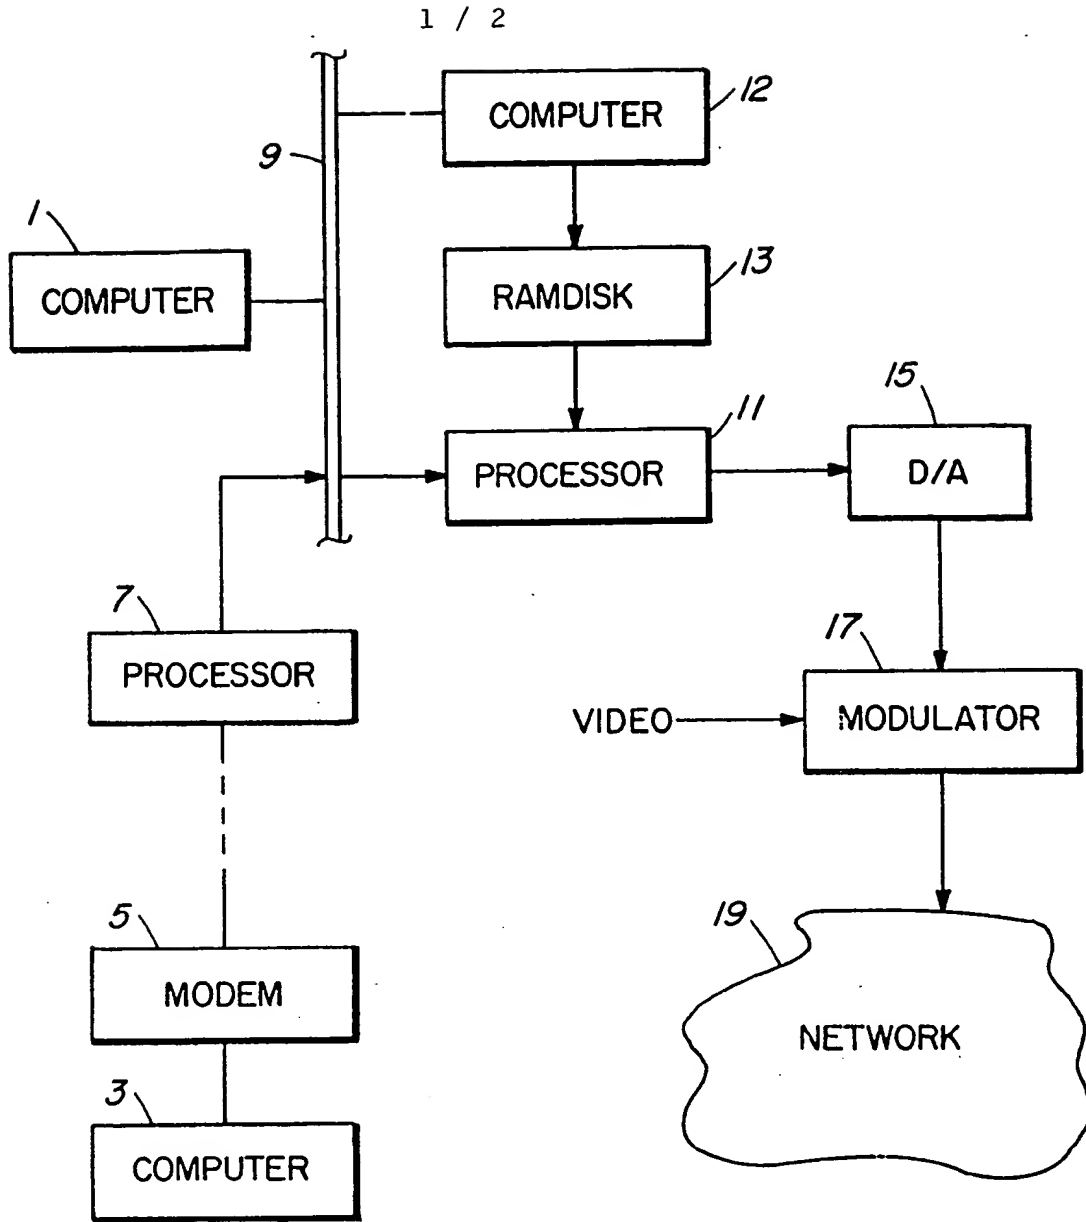 1 / 2
12
COMPUTER
9
1
COMPUTER
13
RAMDISK
11
PROCESSOR
15
D/A
7
PROCESSOR
17
VIDEO
MODULATOR
5
MODEM
19
NETWORK
3
COMPUTER